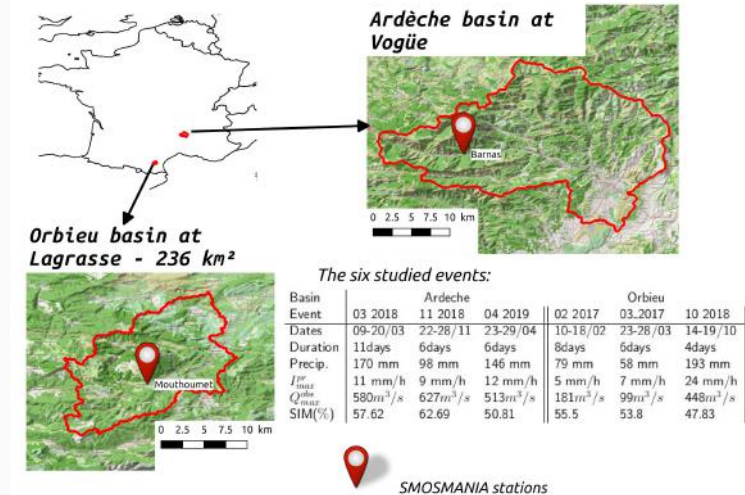 Ardèche basin at
Vogüe
Barnas
0 2.5 5 7.5 10 km
Orbieu basin at
Lagrasse - 236 km²
Mouthoumet
0 2.5 5 7.5 10 km
The six studied events:
Basin Ardeche Orbieu
Event 03 2018 11 2018 04 2019 02 2017 03.2017 10 2018
Dates 09-20/03 22-28/11 23-29/04 10-18/02 23-28/03 14-19/10
Duration 11days 6days 6days 8days 6days 4days
Precip. 170 mm 98 mm 146 mm 79 mm 58 mm 193 mm
I_max^pr 11 mm/h 9 mm/h 12 mm/h 5 mm/h 7 mm/h 24 mm/h
Q_max^obs 580m³/s 627m³/s 513m³/s 181m³/s 99m³/s 448m³/s
SIM(%) 57.62 62.69 50.81 55.5 53.8 47.83
SMOSMANIA stations